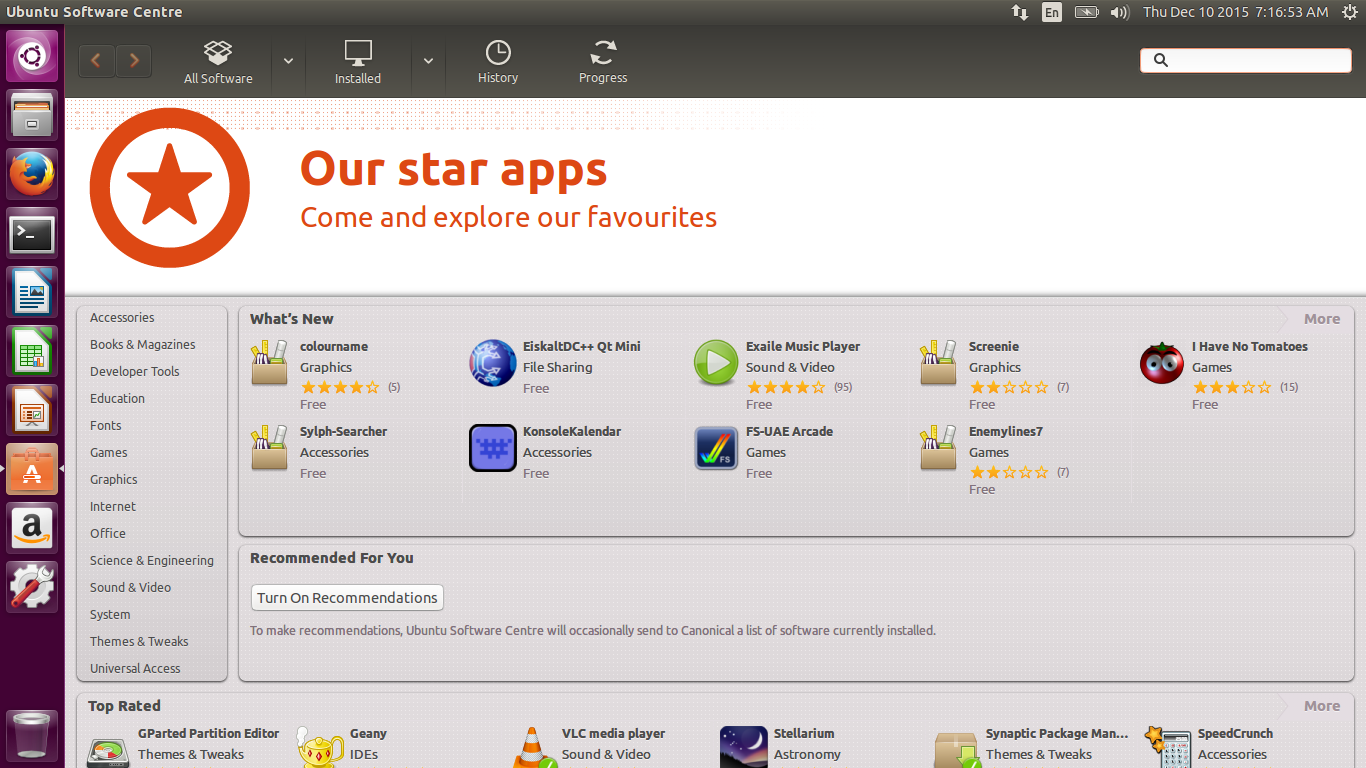 Ubuntu Software Centre
En
Thu Dec 10 2015 7:16:53 AM
All Software
Installed
History
Progress
Our star apps
Come and explore our favourites
Accessories
Books & Magazines
Developer Tools
Education
Fonts
Games
Graphics
Internet
Office
Science & Engineering
Sound & Video
System
Themes & Tweaks
Universal Access
What's New
More
colourname
Graphics
(5)
Free
EiskaltDC++ Qt Mini
File Sharing
Free
Exaile Music Player
Sound & Video
(95)
Free
Screenie
Graphics
(7)
Free
I Have No Tomatoes
Games
(15)
Free
Sylph-Searcher
Accessories
Free
KonsoleKalendar
Accessories
Free
FS-UAE Arcade
Games
Free
FS
Enemylines7
Games
(7)
Free
Recommended For You
Turn On Recommendations
To make recommendations, Ubuntu Software Centre will occasionally send to Canonical a list of software currently installed.
Top Rated
More
GParted Partition Editor
Themes & Tweaks
Geany
IDEs
VLC media player
Sound & Video
Stellarium
Astronomy
Synaptic Package Man...
Themes & Tweaks
SpeedCrunch
Accessories